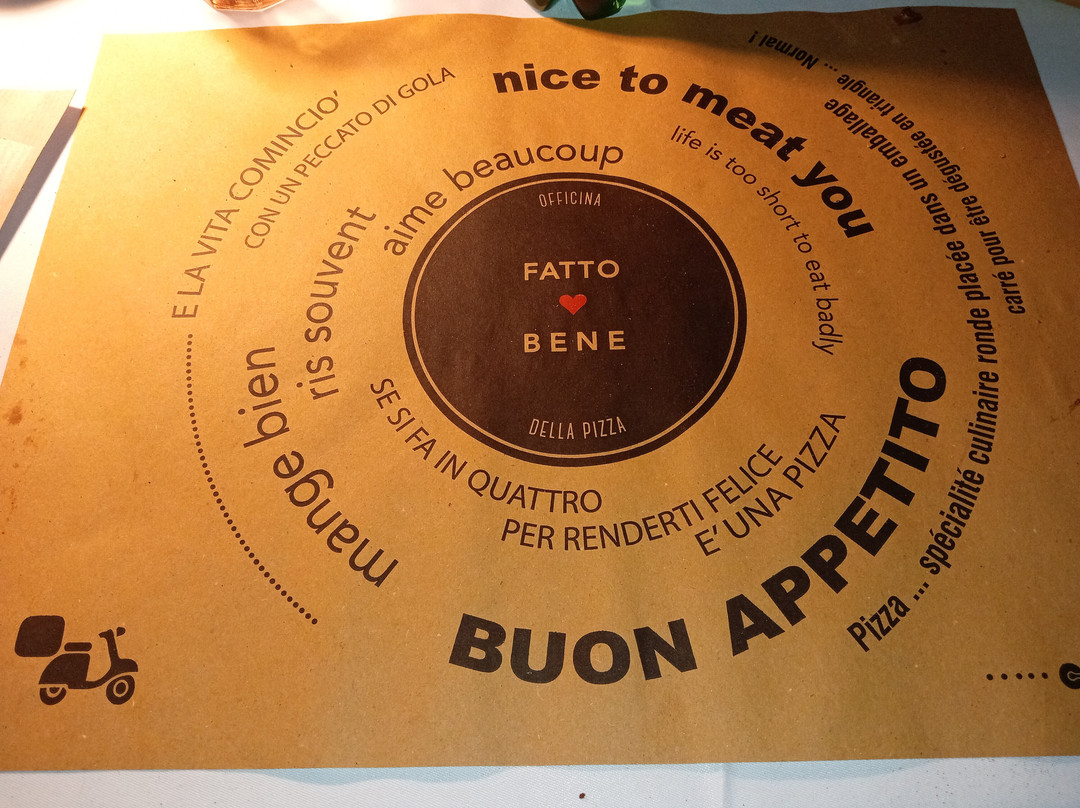 OFFICINA
FATTO
BENE
DELLA PIZZA
nice to meat you
life is too short to eat badly
E LA VITA COMINCIO'
CON UN PECCATO DI GOLA
mange bien
ris souvent
aime beaucoup
SE SI FA IN QUATTRO
PER RENDERTI FELICE
E' UNA PIZZA
BUON APPETITO
Pizza ... spécialité culinaire ronde placée dans un emballage
carré pour être dégustée en triangle ... Normal !